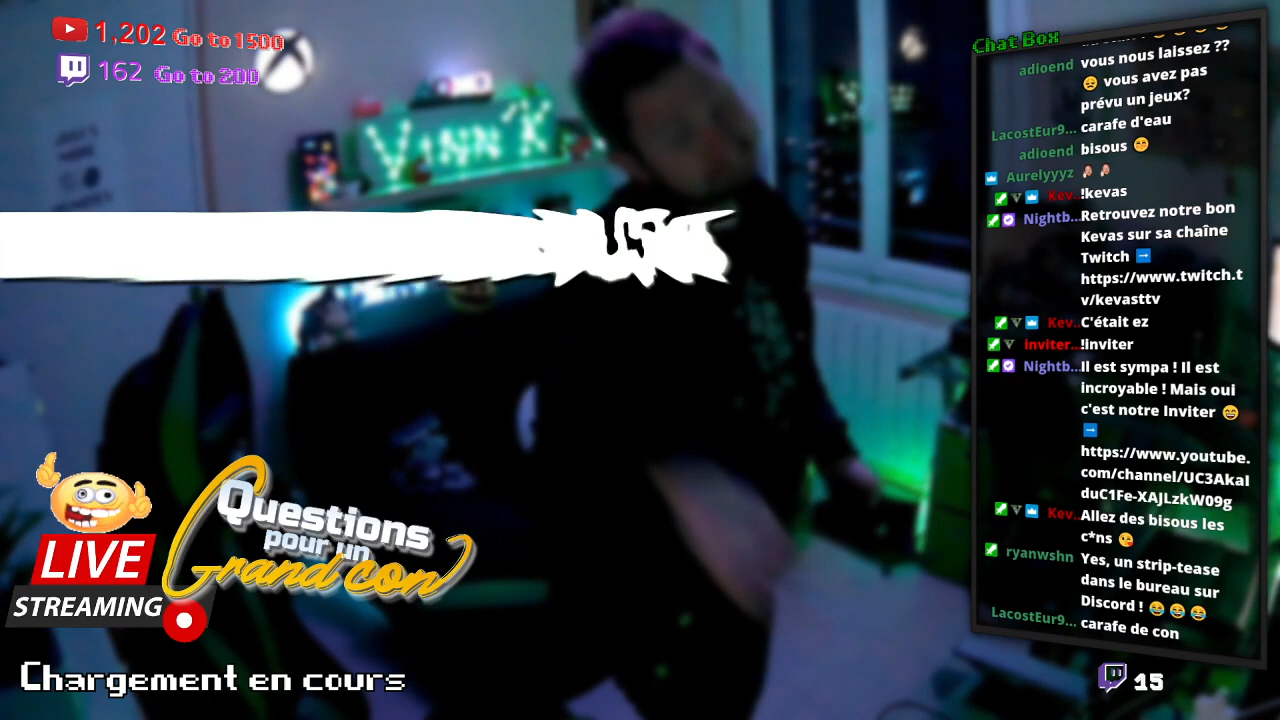 1,202 Go to 1500
162 Go to 200
VINN'K
Chat Box
vous nous laissez ??
adioend
😞 vous avez pas
prévu un jeux?
LacostEur9... carafe d'eau
adioend bisous 🤭
Aurelyyyz
Kev.. !kevas
Nightb... Retrouvez notre bon
Kevas sur sa chaîne
Twitch ➡
https://www.twitch.t
v/kevasttv
Kev.. C'était ez
inviter.. !inviter
Nightb... Il est sympa ! Il est
incroyable ! Mais oui
c'est notre Inviter 😄
➡
https://www.youtube.
com/channel/UC3Akal
duC1Fe-XAJLzkW09g
Kev.. Allez des bisous les
c*ns 😘
ryanwshn Yes, un strip-tease
dans le bureau sur
Discord ! 😂 😂 😂
LacostEur9... carafe de con
LIVE
STREAMING
Questions
pour un
Grand con
Chargement en cours
15